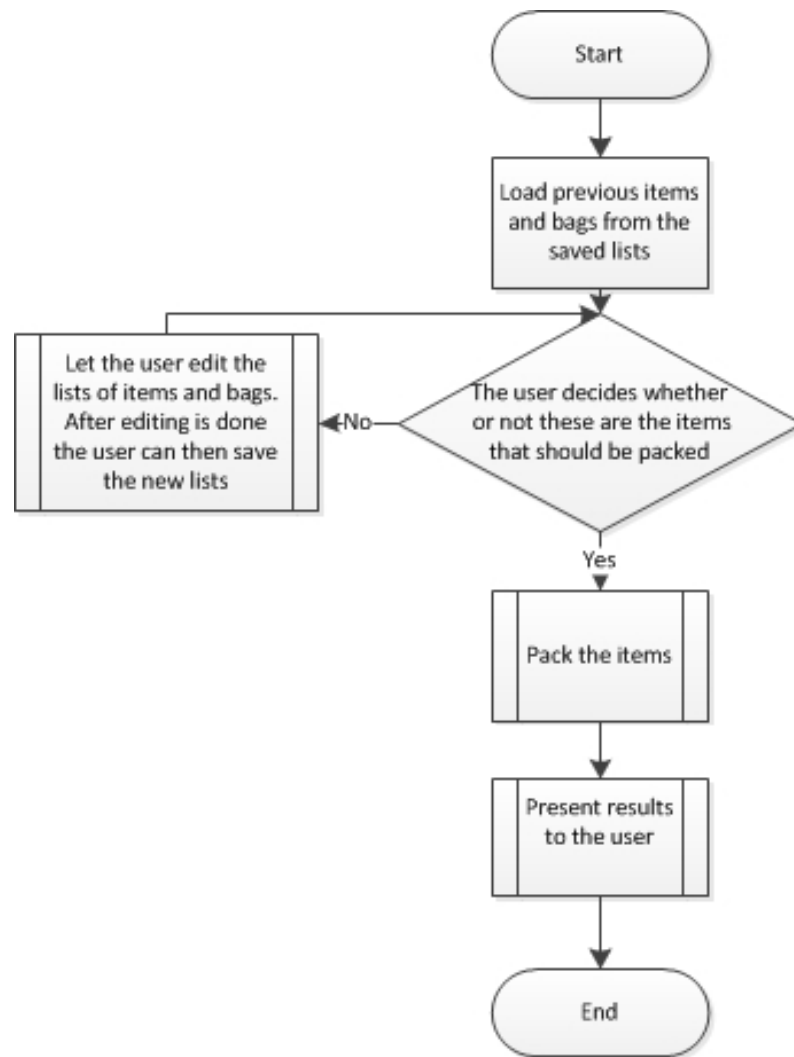 Start
Load previous items
and bags from the
saved lists
Let the user edit the
lists of items and bags.
After editing is done
the user can then save
the new lists
No
The user decides whether
or not these are the items
that should be packed
Yes
Pack the items
Present results
to the user
End